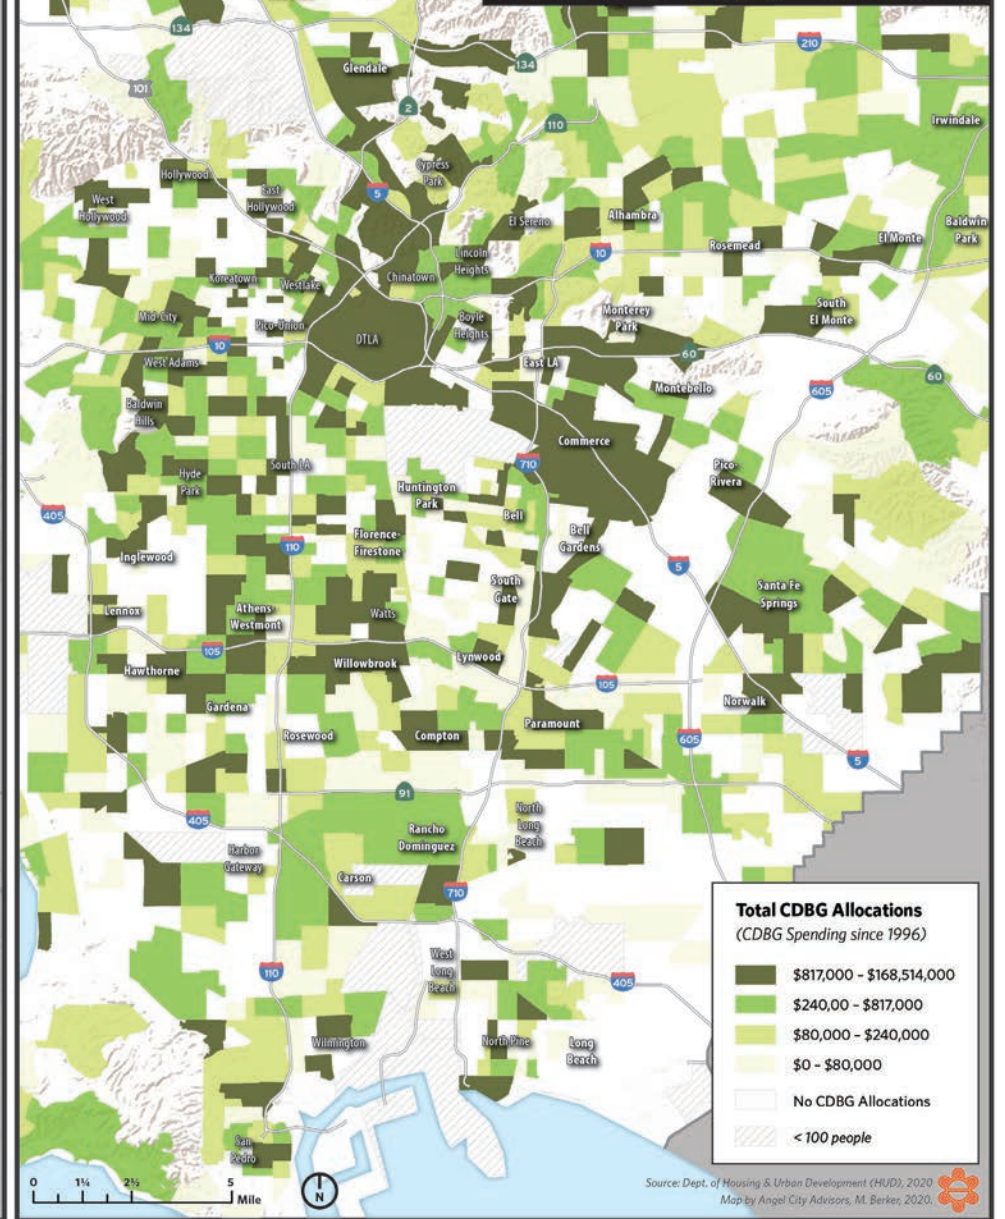 134
210
101
Glendale
134
2
110
Irwindale
Hollywood
Cypress
Park
5
West
Hollywood
East
Hollywood
El Sereno
Alhambra
Baldwin
Park
El Monte
Rosemead
10
Lincoln
Heights
Chinatown
Koreatown
Westlake
Mid-City
Pico-Union
Boyle
Heights
Monterey
Park
South
El Monte
DTLA
10
West Adams
East LA
60
Montebello
605
60
Baldwin
Hills
Commerce
South LA
710
Hyde
Park
Huntington
Park
Pico-
Rivera
405
Bell
110
Florence-
Firestone
Bell
Gardens
Inglewood
5
South
Gate
Santa Fe
Springs
Lennox
Athens-
Westmont
Watts
105
Hawthorne
Willowbrook
Lynwood
105
Gardena
Norwalk
Rosewood
Compton
Paramount
605
5
91
405
North
Long
Beach
Rancho
Dominguez
Harbor
Gateway
Carson
710
110
West
Long
Beach
405
Wilmington
North Pine
Long
Beach
San
Pedro
Total CDBG Allocations
(CDBG Spending since 1996)
$817,000 - $168,514,000
$240,00 - $817,000
$80,000 - $240,000
$0 - $80,000
No CDBG Allocations
< 100 people
0 1¼ 2½ 5
Mile
N
Source: Dept. of Housing & Urban Development (HUD), 2020
Map by Angel City Advisors, M. Berker, 2020.